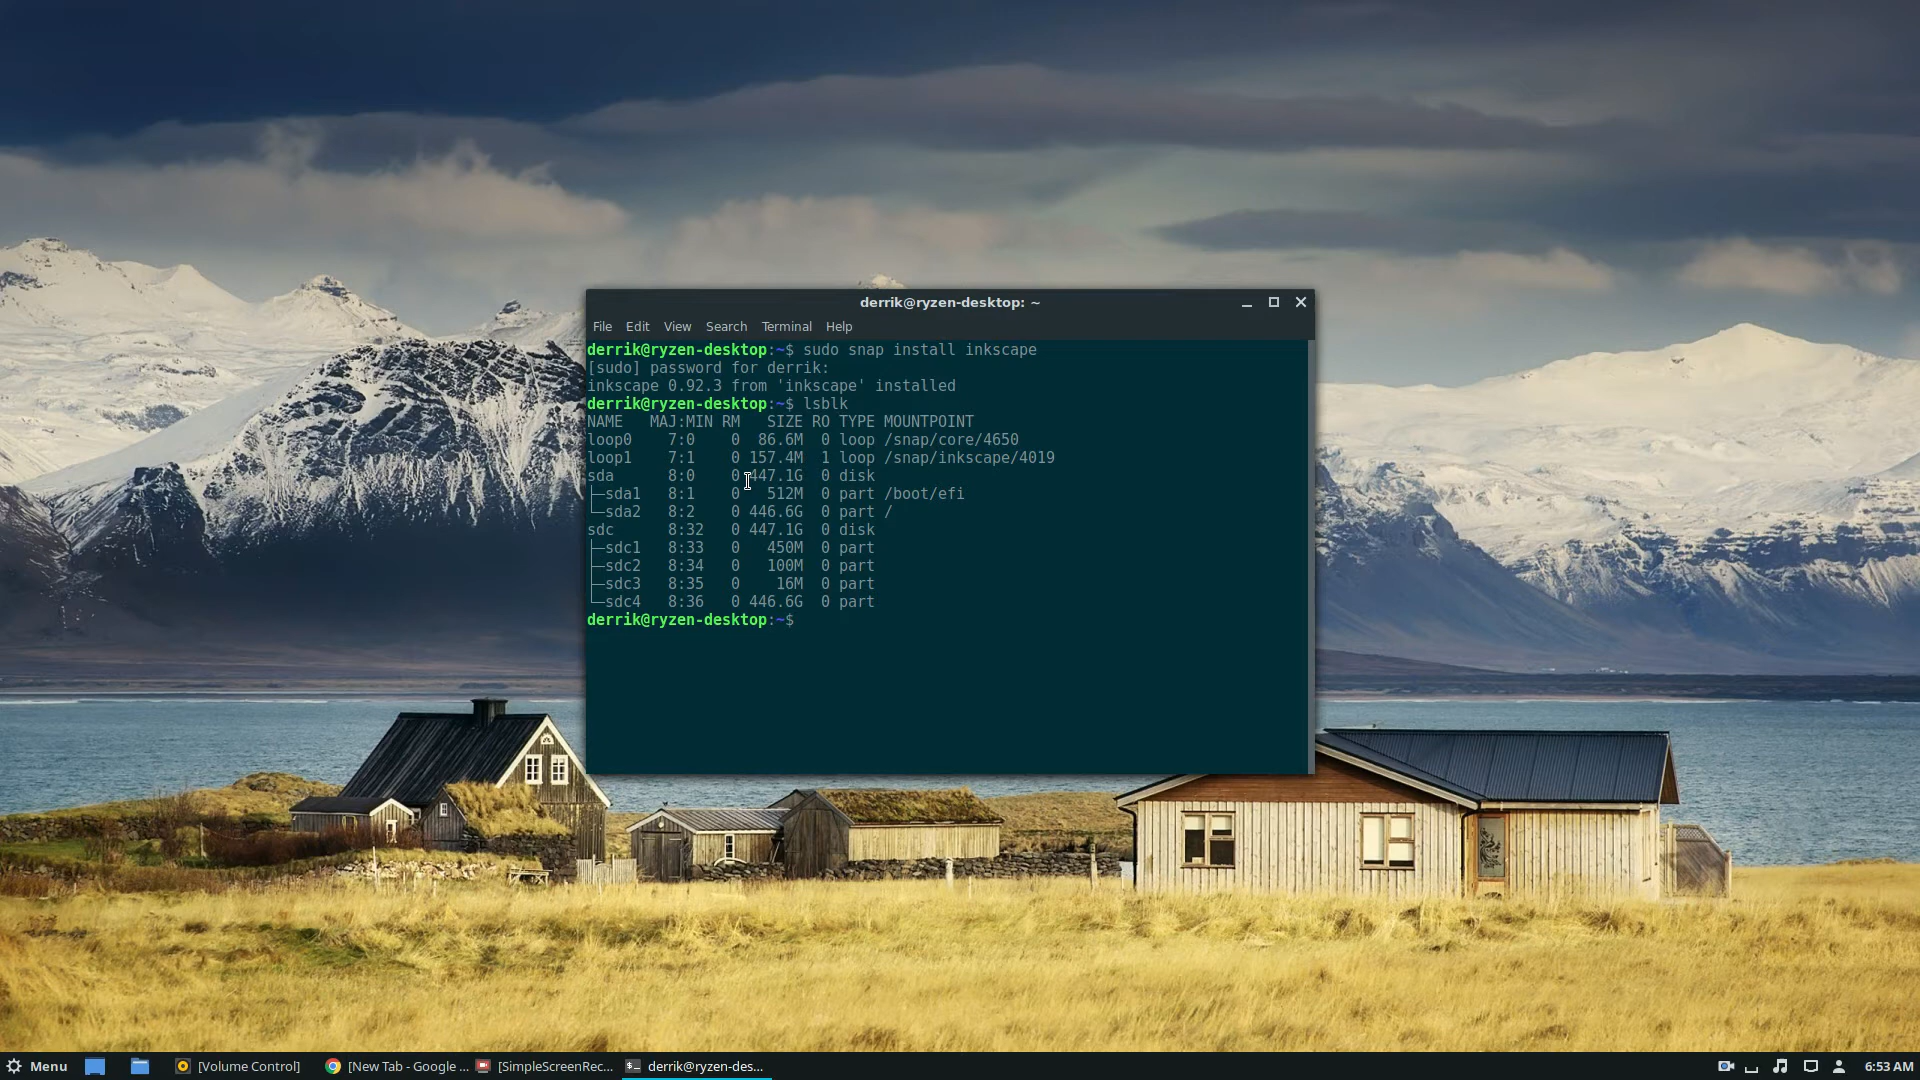 derrik@ryzen-desktop: ~
File Edit View Search Terminal Help
derrik@ryzen-desktop:~$ sudo snap install inkscape
[sudo] password for derrik:
inkscape 0.92.3 from 'inkscape' installed
derrik@ryzen-desktop:~$ lsblk
NAME   MAJ:MIN RM   SIZE RO TYPE MOUNTPOINT
loop0    7:0    0  86.6M  0 loop /snap/core/4650
loop1    7:1    0 157.4M  1 loop /snap/inkscape/4019
sda      8:0    0 447.1G  0 disk
├─sda1   8:1    0   512M  0 part /boot/efi
└─sda2   8:2    0 446.6G  0 part /
sdc      8:32   0 447.1G  0 disk
├─sdc1   8:33   0   450M  0 part
├─sdc2   8:34   0   100M  0 part
├─sdc3   8:35   0    16M  0 part
└─sdc4   8:36   0 446.6G  0 part
derrik@ryzen-desktop:~$
Menu [Volume Control] [New Tab - Google ... [SimpleScreenRec... derrik@ryzen-des... 6:53 AM